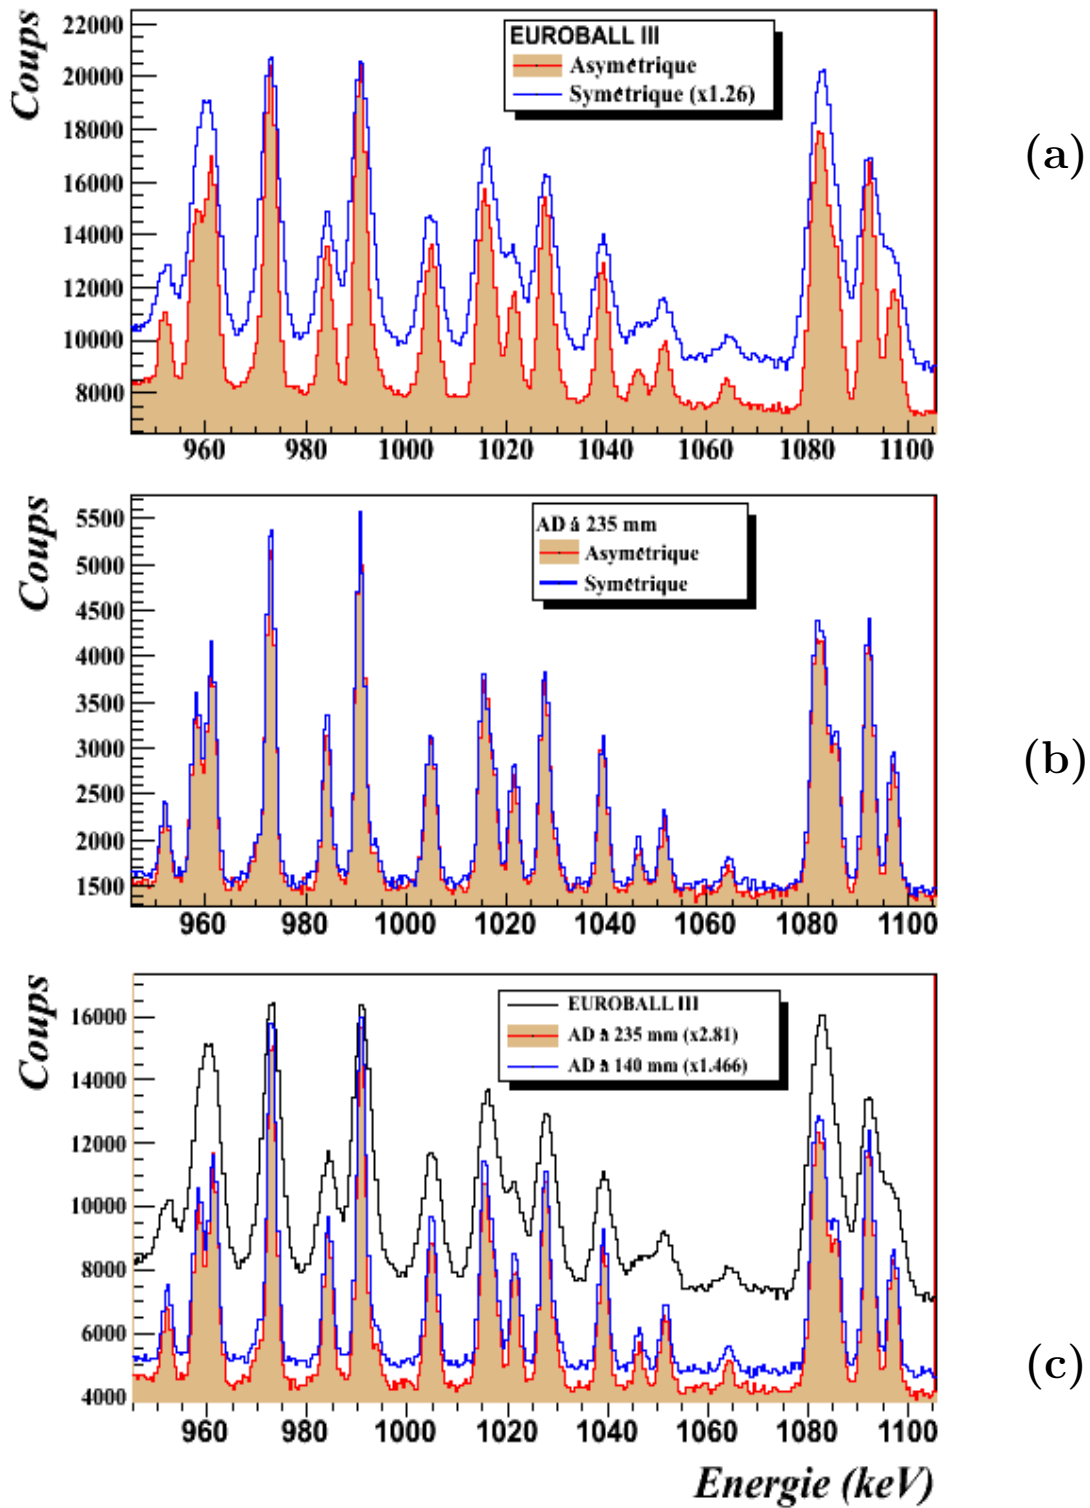 Coups
22000
20000
18000
16000
14000
12000
10000
8000
EUROBALL III
Asymétrique
Symétrique (x1.26)
960 980 1000 1020 1040 1060 1080 1100
(a)
Coups
5500
5000
4500
4000
3500
3000
2500
2000
1500
AD á 235 mm
Asymétrique
Symétrique
960 980 1000 1020 1040 1060 1080 1100
(b)
Coups
16000
14000
12000
10000
8000
6000
4000
EUROBALL III
AD à 235 mm (x2.81)
AD à 140 mm (x1.466)
960 980 1000 1020 1040 1060 1080 1100
(c)
Energie (keV)